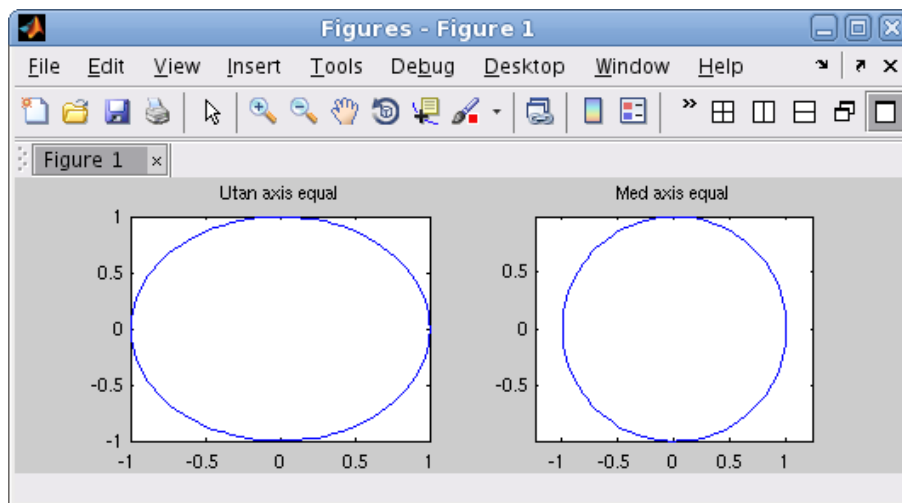 Figures - Figure 1
File Edit View Insert Tools Debug Desktop Window Help
Figure 1
Utan axis equal
1
0.5
0
-0.5
-1
-1 -0.5 0 0.5 1
Med axis equal
0.5
0
-0.5
-1 -0.5 0 0.5 1